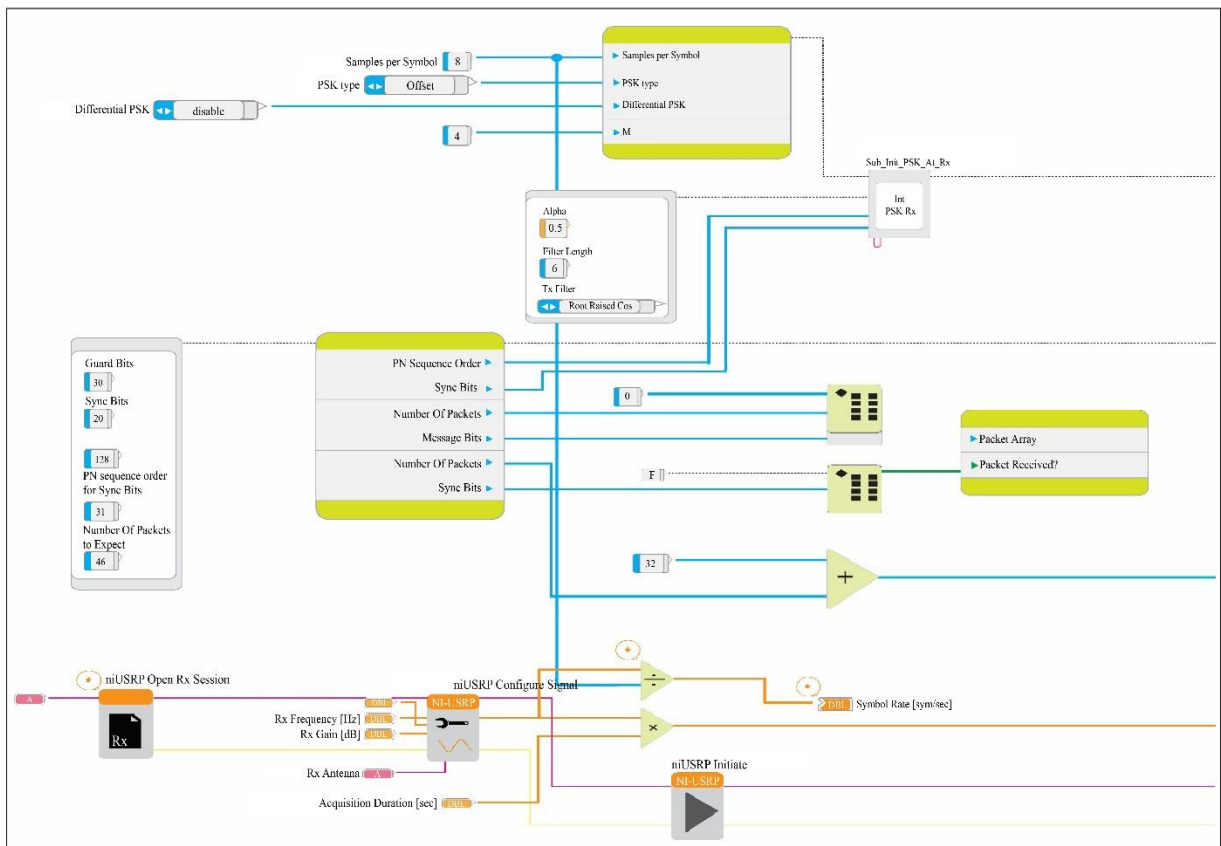 Samples per Symbol 8
PSK type Offset
Differential PSK disable
4
Samples per Symbol
PSK type
Differential PSK
M
Sub_Init_PSK_At_Rx
Int
PSK Rx
Alpha
0.5
Filter Length
6
Tx Filter
Root Raised Cos
Guard Bits
30
Sync Bits
20
128
PN sequence order
for Sync Bits
31
Number Of Packets
to Expect
46
PN Sequence Order
Sync Bits
Number Of Packets
Message Bits
Number Of Packets
Sync Bits
0
F
32
+
Packet Array
Packet Received?
niUSRP Open Rx Session
A
Rx
niUSRP Configure Signal
NI-USRP
DBL
Rx Frequency [Hz] DBL
Rx Gain [dB] DBL
Rx Antenna A
Acquisition Duration [sec] DBL
÷
×
DBL Symbol Rate [sym/sec]
niUSRP Initiate
NI-USRP